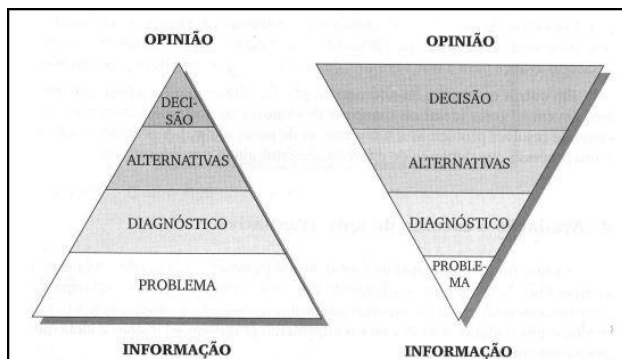 OPINIÃO
DECI-
SÃO
ALTERNATIVAS
DIAGNÓSTICO
PROBLEMA
INFORMAÇÃO
OPINIÃO
DECISÃO
ALTERNATIVAS
DIAGNÓSTICO
PROBLE-
MA
INFORMAÇÃO